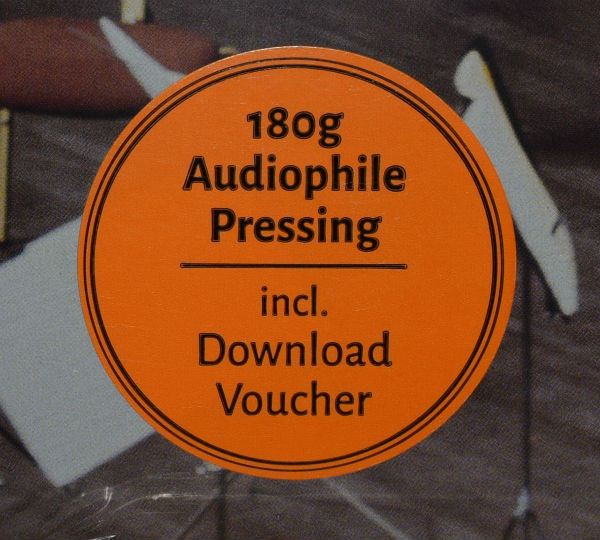 180g
Audiophile
Pressing
incl.
Download
Voucher